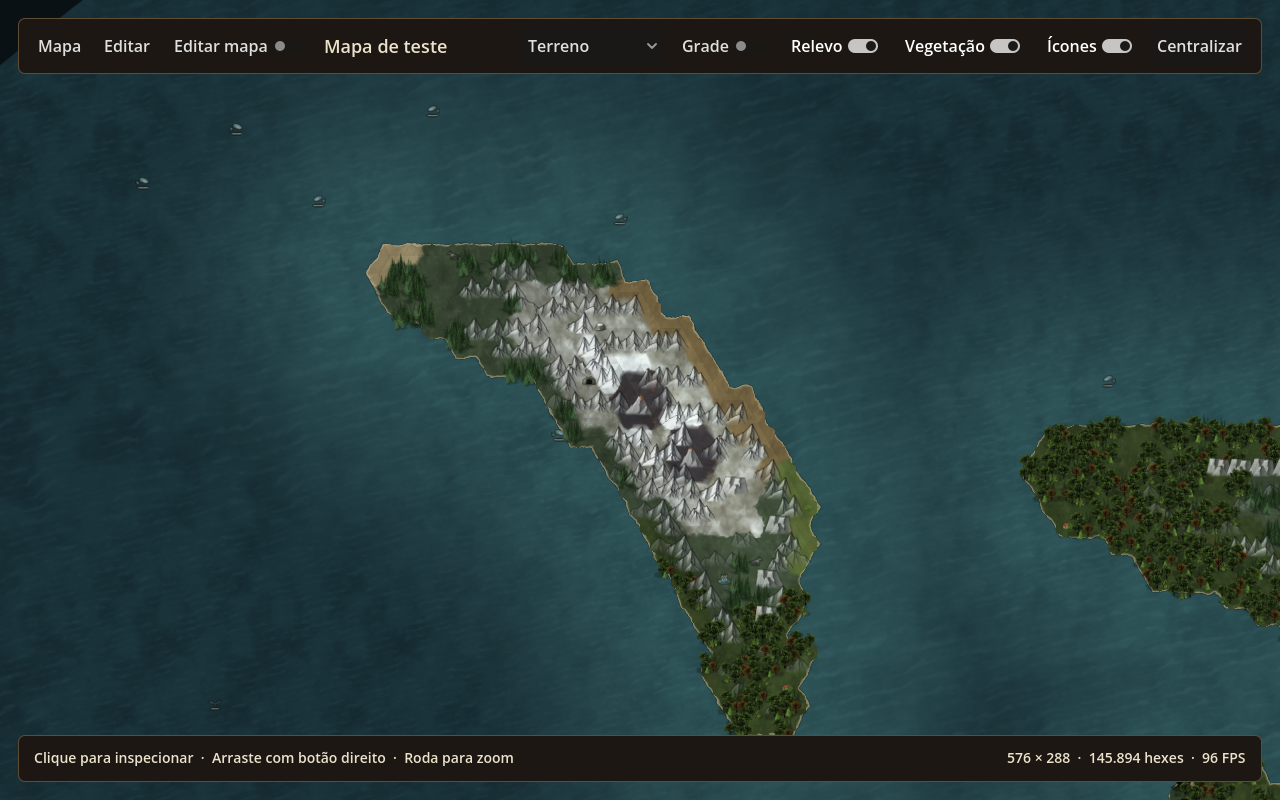 Mapa Editar Editar mapa Mapa de teste Terreno Grade Relevo Vegetação Ícones Centralizar
Clique para inspecionar · Arraste com botão direito · Roda para zoom 576 × 288 · 145.894 hexes · 96 FPS